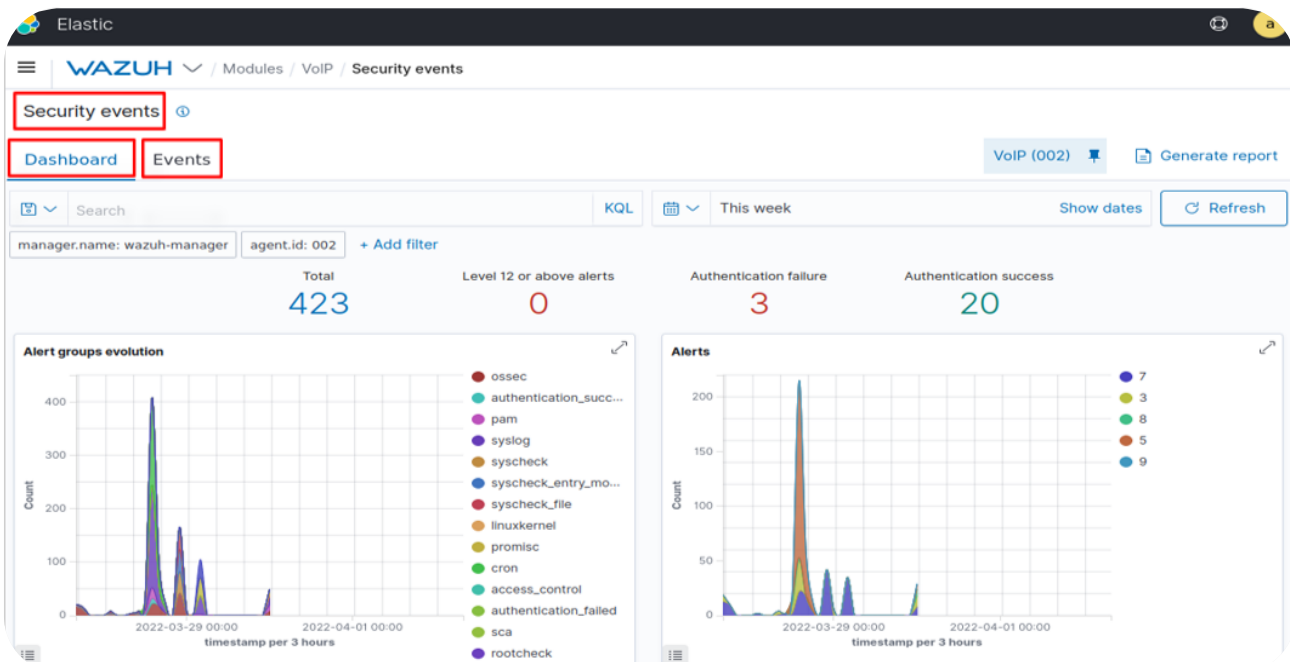 Elastic
a
WAZUH / Modules / VoIP / Security events
Security events
Dashboard Events VoIP (002) Generate report
Search KQL This week Show dates Refresh
manager.name: wazuh-manager agent.id: 002 + Add filter
Total Level 12 or above alerts Authentication failure Authentication success
423 0 3 20
Alert groups evolution
400
300
200
100
0
Count
2022-03-29 00:00 2022-04-01 00:00
timestamp per 3 hours
ossec
authentication_succ...
pam
syslog
syscheck
syscheck_entry_mo...
syscheck_file
linuxkernel
promisc
cron
access_control
authentication_failed
sca
rootcheck
Alerts
200
150
100
50
0
Count
2022-03-29 00:00 2022-04-01 00:00
timestamp per 3 hours
7
3
8
5
9